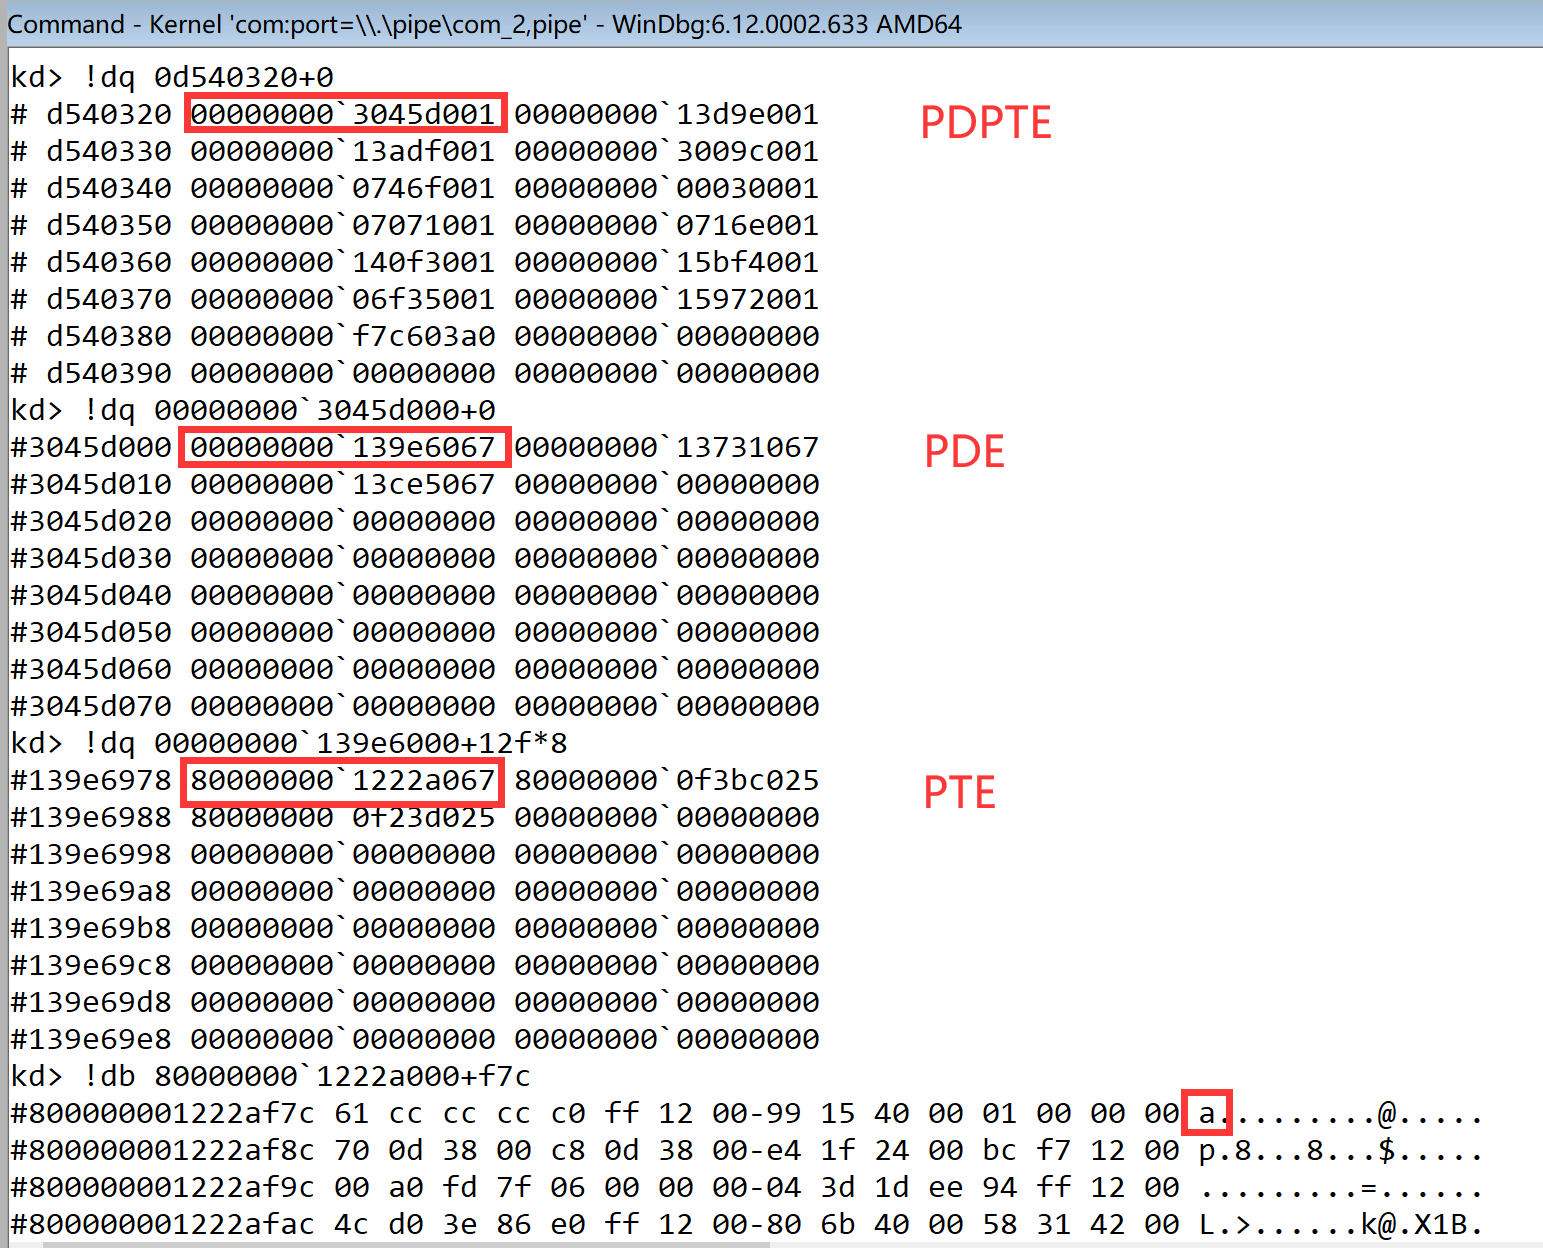 Command - Kernel 'com:port=\\.\pipe\com_2,pipe' - WinDbg:6.12.0002.633 AMD64
kd> !dq 0d540320+0
# d540320 00000000`3045d001 00000000`13d9e001 PDPTE
# d540330 00000000`13adf001 00000000`3009c001
# d540340 00000000`0746f001 00000000`00030001
# d540350 00000000`07071001 00000000`0716e001
# d540360 00000000`140f3001 00000000`15bf4001
# d540370 00000000`06f35001 00000000`15972001
# d540380 00000000`f7c603a0 00000000`00000000
# d540390 00000000`00000000 00000000`00000000
kd> !dq 00000000`3045d000+0
#3045d000 00000000`139e6067 00000000`13731067 PDE
#3045d010 00000000`13ce5067 00000000`00000000
#3045d020 00000000`00000000 00000000`00000000
#3045d030 00000000`00000000 00000000`00000000
#3045d040 00000000`00000000 00000000`00000000
#3045d050 00000000`00000000 00000000`00000000
#3045d060 00000000`00000000 00000000`00000000
#3045d070 00000000`00000000 00000000`00000000
kd> !dq 00000000`139e6000+12f*8
#139e6978 80000000`1222a067 80000000`0f3bc025 PTE
#139e6988 80000000 0f23d025 00000000`00000000
#139e6998 00000000`00000000 00000000`00000000
#139e69a8 00000000`00000000 00000000`00000000
#139e69b8 00000000`00000000 00000000`00000000
#139e69c8 00000000`00000000 00000000`00000000
#139e69d8 00000000`00000000 00000000`00000000
#139e69e8 00000000`00000000 00000000`00000000
kd> !db 80000000`1222a000+f7c
#800000001222af7c 61 cc cc cc c0 ff 12 00-99 15 40 00 01 00 00 00 a.........@.....
#800000001222af8c 70 0d 38 00 c8 0d 38 00-e4 1f 24 00 bc f7 12 00 p.8...8...$.....
#800000001222af9c 00 a0 fd 7f 06 00 00 00-04 3d 1d ee 94 ff 12 00 .........=......
#800000001222afac 4c d0 3e 86 e0 ff 12 00-80 6b 40 00 58 31 42 00 L.>......k@.X1B.